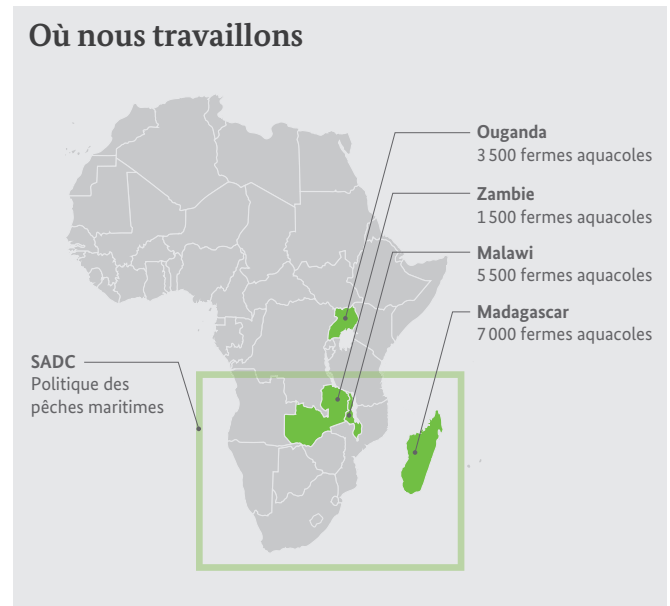 Où nous travaillons
Ouganda
3 500 fermes aquacoles
Zambie
1 500 fermes aquacoles
Malawi
5 500 fermes aquacoles
Madagascar
7 000 fermes aquacoles
SADC
Politique des
pêches maritimes